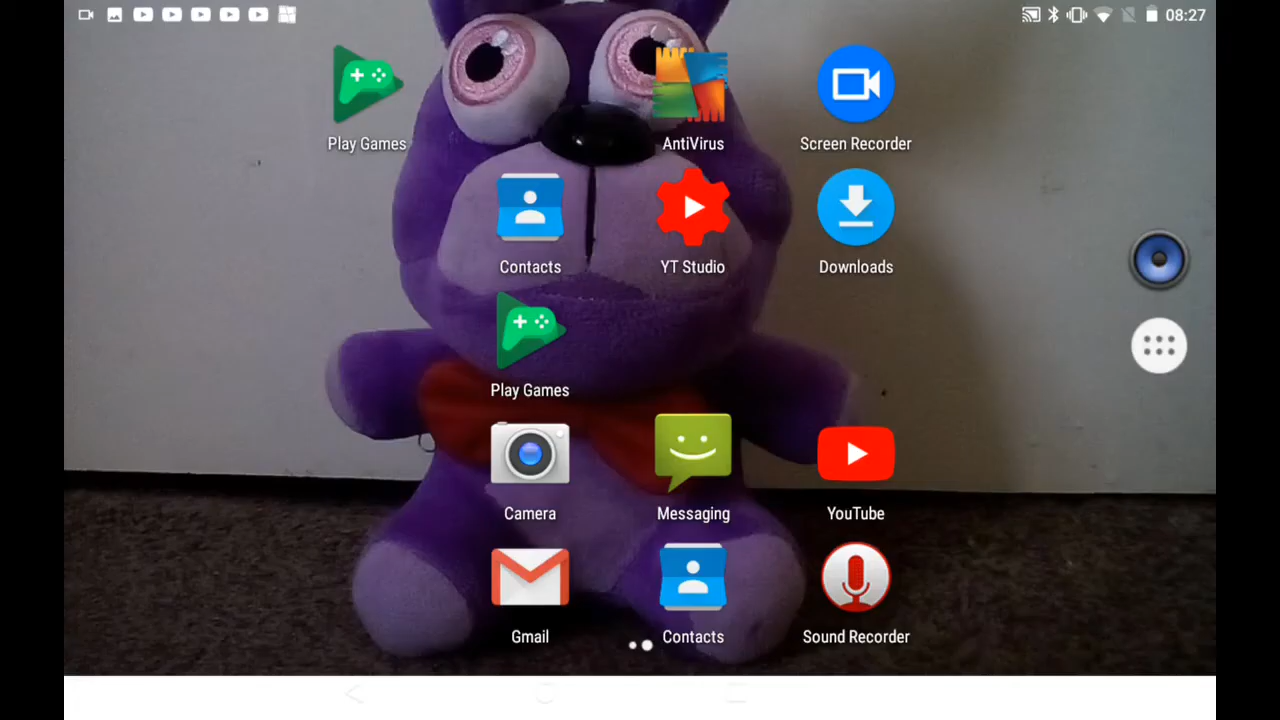 08:27
Play Games
AntiVirus
Screen Recorder
Contacts
YT Studio
Downloads
Play Games
Camera
Messaging
YouTube
Gmail
Contacts
Sound Recorder